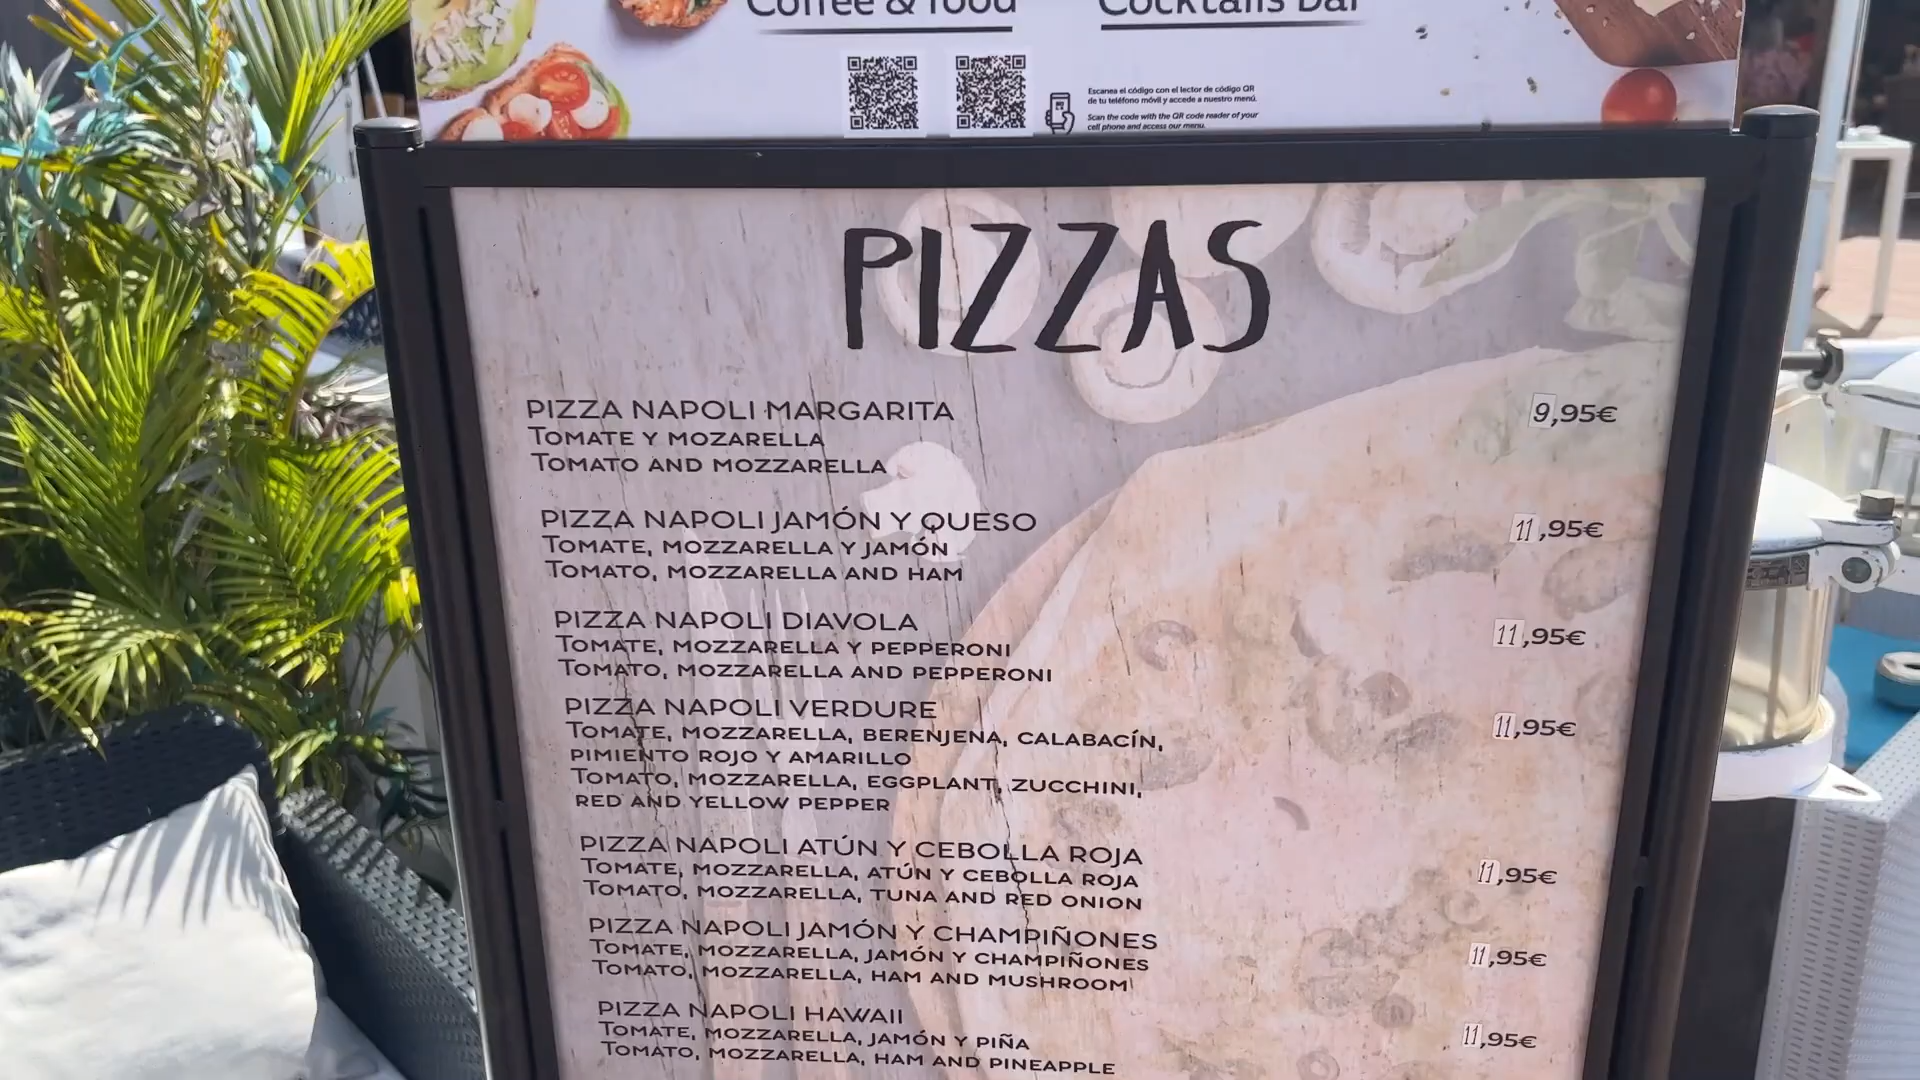 Coffee & food Cocktails Bar
Escanea el código con el lector de código QR
de tu teléfono móvil y accede a nuestro menú.
Scan the code with the QR code reader of your
cell phone and access our menu.
PIZZAS
PIZZA NAPOLI MARGARITA 9,95€
TOMATE Y MOZARELLA
TOMATO AND MOZZARELLA
PIZZA NAPOLI JAMÓN Y QUESO 11,95€
TOMATE, MOZZARELLA Y JAMÓN
TOMATO, MOZZARELLA AND HAM
PIZZA NAPOLI DIAVOLA 11,95€
TOMATE, MOZZARELLA Y PEPPERONI
TOMATO, MOZZARELLA AND PEPPERONI
PIZZA NAPOLI VERDURE 11,95€
TOMATE, MOZZARELLA, BERENJENA, CALABACÍN,
PIMIENTO ROJO Y AMARILLO
TOMATO, MOZZARELLA, EGGPLANT, ZUCCHINI,
RED AND YELLOW PEPPER
PIZZA NAPOLI ATÚN Y CEBOLLA ROJA 11,95€
TOMATE, MOZZARELLA, ATÚN Y CEBOLLA ROJA
TOMATO, MOZZARELLA, TUNA AND RED ONION
PIZZA NAPOLI JAMÓN Y CHAMPIÑONES 11,95€
TOMATE, MOZZARELLA, JAMÓN Y CHAMPIÑONES
TOMATO, MOZZARELLA, HAM AND MUSHROOM
PIZZA NAPOLI HAWAII 11,95€
TOMATE, MOZZARELLA, JAMÓN Y PIÑA
TOMATO, MOZZARELLA, HAM AND PINEAPPLE